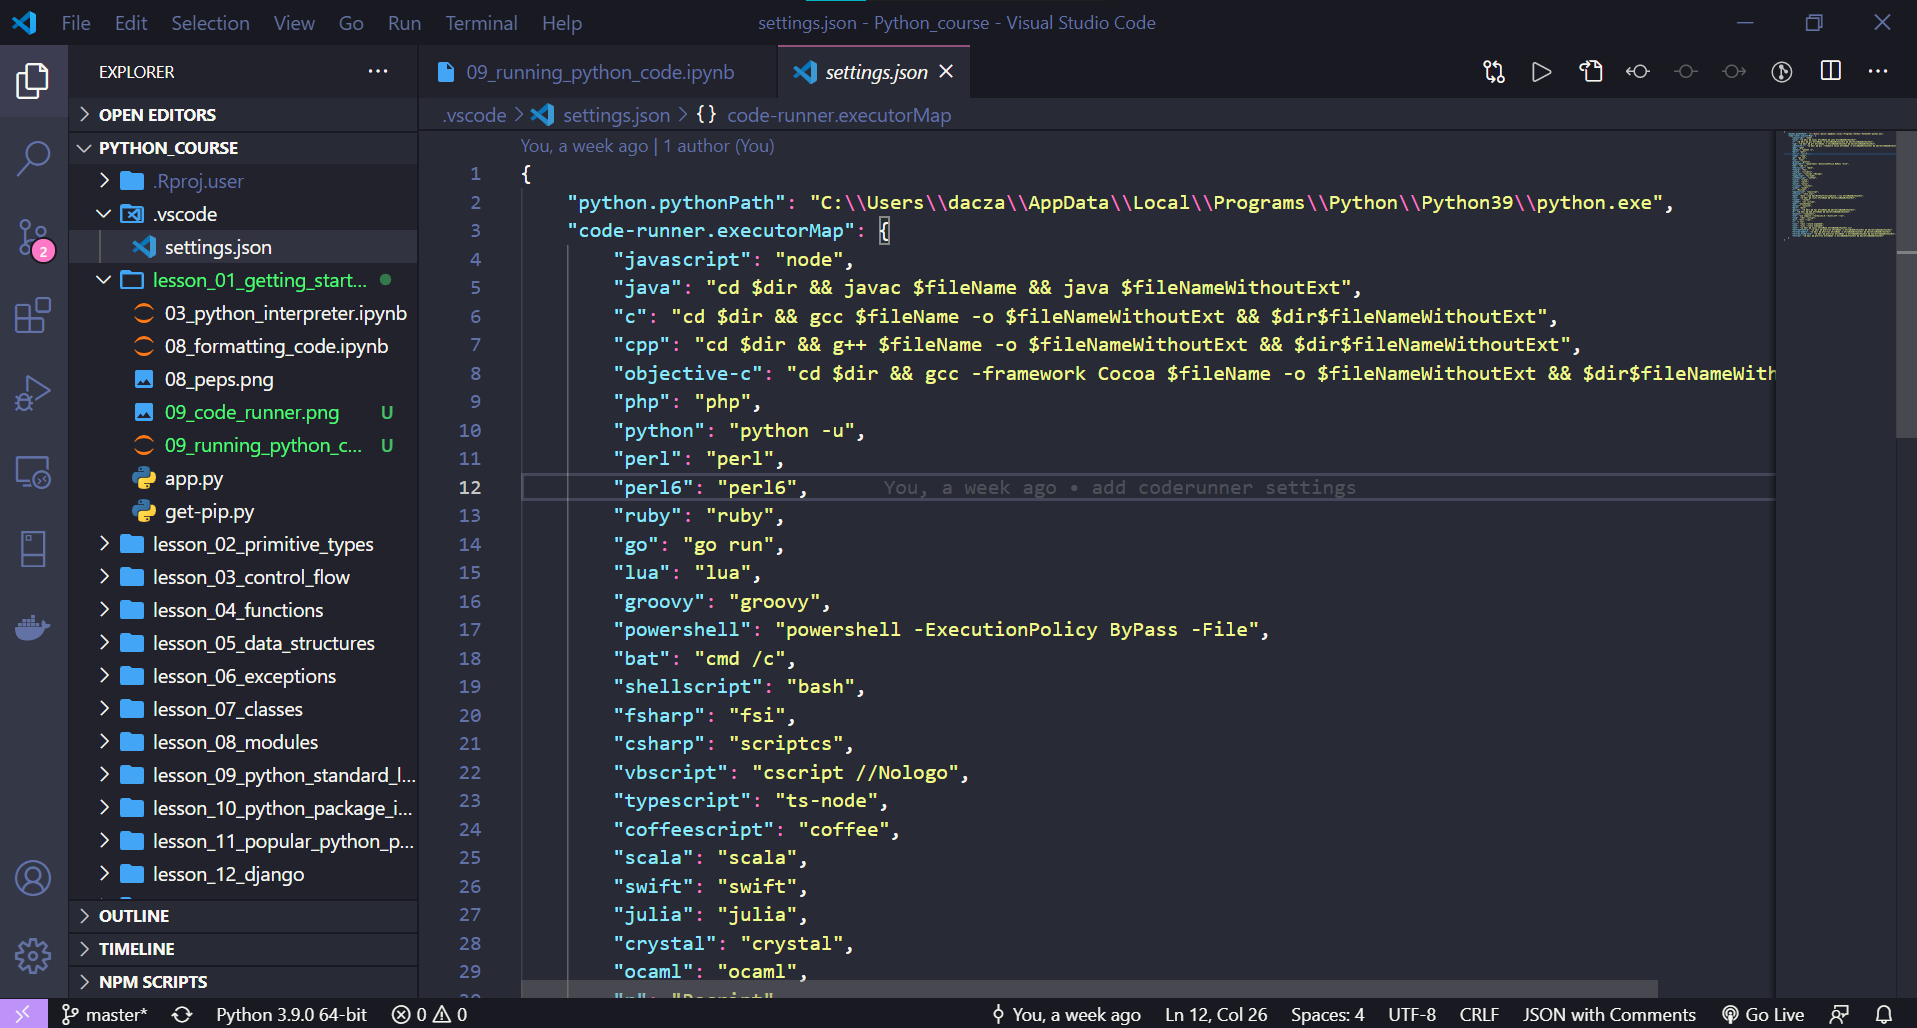 File Edit Selection View Go Run Terminal Help
settings.json - Python_course - Visual Studio Code
EXPLORER
OPEN EDITORS
PYTHON_COURSE
.Rproj.user
.vscode
settings.json
lesson_01_getting_start...
03_python_interpreter.ipynb
08_formatting_code.ipynb
08_peps.png
09_code_runner.png U
09_running_python_c... U
app.py
get-pip.py
lesson_02_primitive_types
lesson_03_control_flow
lesson_04_functions
lesson_05_data_structures
lesson_06_exceptions
lesson_07_classes
lesson_08_modules
lesson_09_python_standard_l...
lesson_10_python_package_i...
lesson_11_popular_python_p...
lesson_12_django
OUTLINE
TIMELINE
NPM SCRIPTS
2
09_running_python_code.ipynb
settings.json
.vscode > settings.json > {} code-runner.executorMap
You, a week ago | 1 author (You)
1 {
2 "python.pythonPath": "C:\\Users\\dacza\\AppData\\Local\\Programs\\Python\\Python39\\python.exe",
3 "code-runner.executorMap": {
4 "javascript": "node",
5 "java": "cd $dir && javac $fileName && java $fileNameWithoutExt",
6 "c": "cd $dir && gcc $fileName -o $fileNameWithoutExt && $dir$fileNameWithoutExt",
7 "cpp": "cd $dir && g++ $fileName -o $fileNameWithoutExt && $dir$fileNameWithoutExt",
8 "objective-c": "cd $dir && gcc -framework Cocoa $fileName -o $fileNameWithoutExt && $dir$fileNameWith
9 "php": "php",
10 "python": "python -u",
11 "perl": "perl",
12 "perl6": "perl6", You, a week ago • add coderunner settings
13 "ruby": "ruby",
14 "go": "go run",
15 "lua": "lua",
16 "groovy": "groovy",
17 "powershell": "powershell -ExecutionPolicy ByPass -File",
18 "bat": "cmd /c",
19 "shellscript": "bash",
20 "fsharp": "fsi",
21 "csharp": "scriptcs",
22 "vbscript": "cscript //Nologo",
23 "typescript": "ts-node",
24 "coffeescript": "coffee",
25 "scala": "scala",
26 "swift": "swift",
27 "julia": "julia",
28 "crystal": "crystal",
29 "ocaml": "ocaml",
30 "r": "Rscript"
master* Python 3.9.0 64-bit 0 0 You, a week ago Ln 12, Col 26 Spaces: 4 UTF-8 CRLF JSON with Comments Go Live